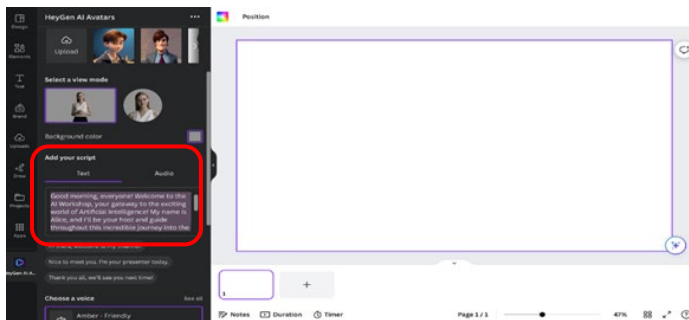 HeyGen AI Avatars
Position
Design
Elements
Text
Brand
Uploads
Draw
Projects
Apps
HeyGen AI A...
Upload
Select a view mode
Background color
Add your script
Text Audio
Good morning, everyone! Welcome to the
AI Workshop, your gateway to the exciting
world of Artificial Intelligence! My name is
Alice, and I'll be your host and guide
throughout this incredible journey into the
Nice to meet you. I'm your presenter today.
Thank you all, we'll see you next time!
Choose a voice See all
Amber - Friendly
1
Notes Duration Timer Page 1 / 1 47%